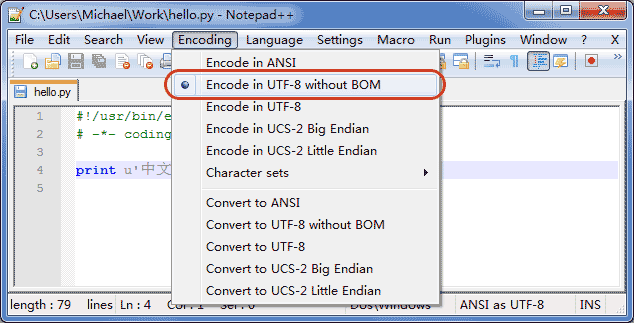 C:\Users\Michael\Work\hello.py - Notepad++
File Edit Search View Encoding Language Settings Macro Run Plugins Window ? X
hello.py
Encode in ANSI
Encode in UTF-8 without BOM
Encode in UTF-8
Encode in UCS-2 Big Endian
Encode in UCS-2 Little Endian
Character sets
Convert to ANSI
Convert to UTF-8 without BOM
Convert to UTF-8
Convert to UCS-2 Big Endian
Convert to UCS-2 Little Endian
1 #!/usr/bin/e
2 # -*- coding
3
4 print u'中文
5
length : 79 lines Ln : 4 Col : 1 Sel : 0 Dos\Windows ANSI as UTF-8 INS